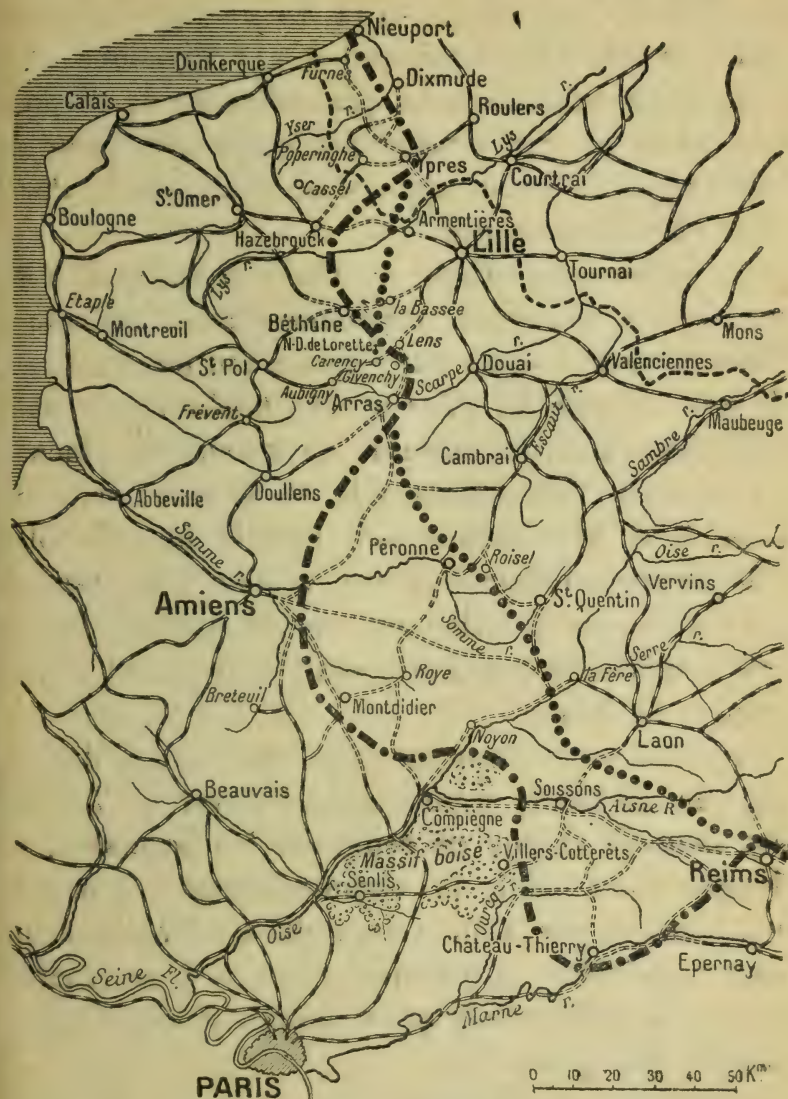 Nieuport
Dunkerque
Furnes
Dixmude
Calais
Roulers
Yser r.
Lys r.
Poperinghe
Ypres
Courtrai
Cassel
St. Omer
Boulogne
Armentières
Hazebrouck
Lille
Tournai
Lys r.
Etaple
la Bassée
Béthune
Montreuil
Mons
N-D. de Lorette
Lens
St Pol
Carency
Givenchy
Douai
r.
Valenciennes
Aubigny
Scarpe
Arras
Frévent
Escaut r.
Maubeuge
Sambre r.
Cambrai
Doullens
Abbeville
Somme r.
Péronne
Roisel
Oise r.
Amiens
St. Quentin
Vervins
Somme r.
Serre r.
Roye
la Fère
Breteuil
Montdidier
Noyon
Laon
Beauvais
Soissons
Aisne R
Compiègne
Massif boisé
Villers-Cotterêts
Reims
Senlis
Ourcq
Oise
Château-Thierry
Epernay
Seine Fl.
Marne r.
PARIS
0 10 20 30 40 50 Km.